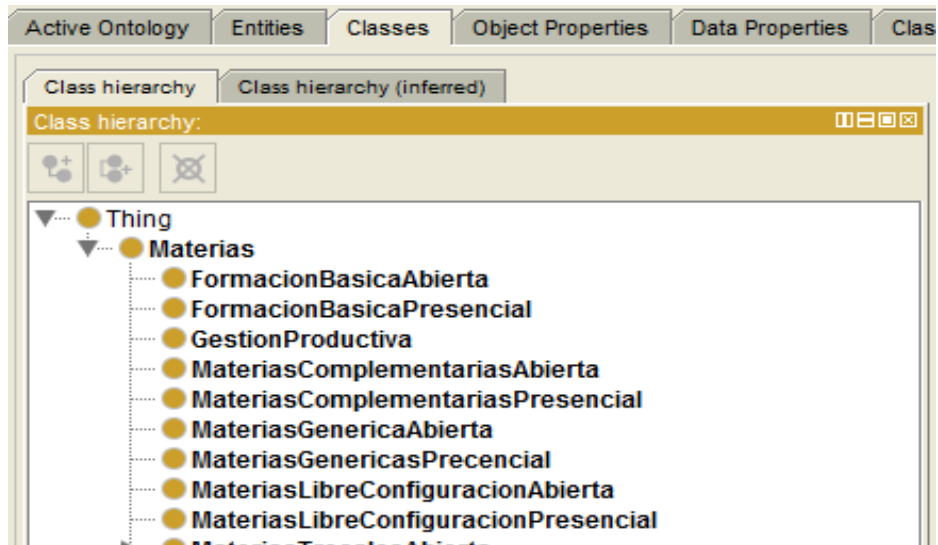 Active Ontology Entities Classes Object Properties Data Properties Clas
Class hierarchy Class hierarchy (inferred)
Class hierarchy:
Thing
Materias
FormacionBasicaAbierta
FormacionBasicaPresencial
GestionProductiva
MateriasComplementariasAbierta
MateriasComplementariasPresencial
MateriasGenericaAbierta
MateriasGenericasPrecencial
MateriasLibreConfiguracionAbierta
MateriasLibreConfiguracionPresencial